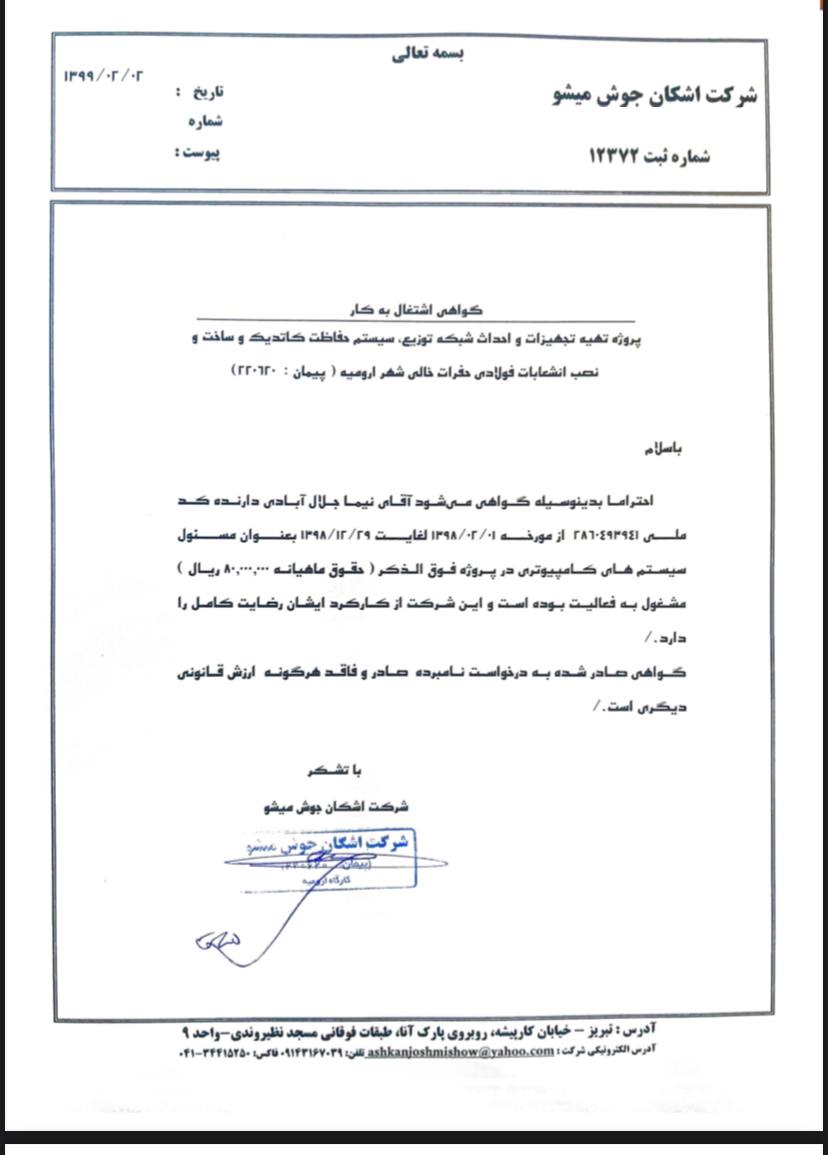 بسمه تعالی
شرکت اشکان جوش میشو
شماره ثبت ۱۲۳۷۲
۱۳۹۹/۰۲/۰۲
تاریخ :
شماره
پیوست :
گواهی اشتغال به کار
پروژه تهیه تجهیزات و احداث شبکه توزیع، سیستم حفاظت کاتدیک و ساخت و
نصب انشعابات فولادی حفرات خالی شهر ارومیه ( پیمان : ۲۲۰۶۲۰)
باسلام
احتراما بدینوسیله گواهی می‌شود آقای نیما جلال آبادی دارنده کد
ملی ۲۸۶۰۴۹۳۹۴۱ از مورخه ۱۳۹۸/۰۲/۰۱ لغایت ۱۳۹۸/۱۲/۲۹ بعنوان مسئول
سیستم های کامپیوتری در پروژه فوق الذکر ( حقوق ماهیانه ۸۰,۰۰۰,۰۰۰ ریال )
مشغول به فعالیت بوده است و این شرکت از کارکرد ایشان رضایت کامل را
دارد./
گواهی صادر شده به درخواست نامبرده صادر و فاقد هرگونه ارزش قانونی
دیگری است./
با تشکر
شرکت اشکان جوش میشو
شرکت اشکان جوش میشو
(پیمان: ۲۲۰۶۲۰)
کارگاه ارومیه
آدرس : تبریز – خیابان کارپیشه، روبروی پارک آنا، طبقات فوقانی مسجد نظیروندی–واحد ۹
آدرس الکترونیکی شرکت : ashkanjoshmishow@yahoo.com تلفن: ۰۹۱۴۳۱۶۷۰۳۹ فاکس: ۳۴۴۱۵۲۵۰–۰۴۱